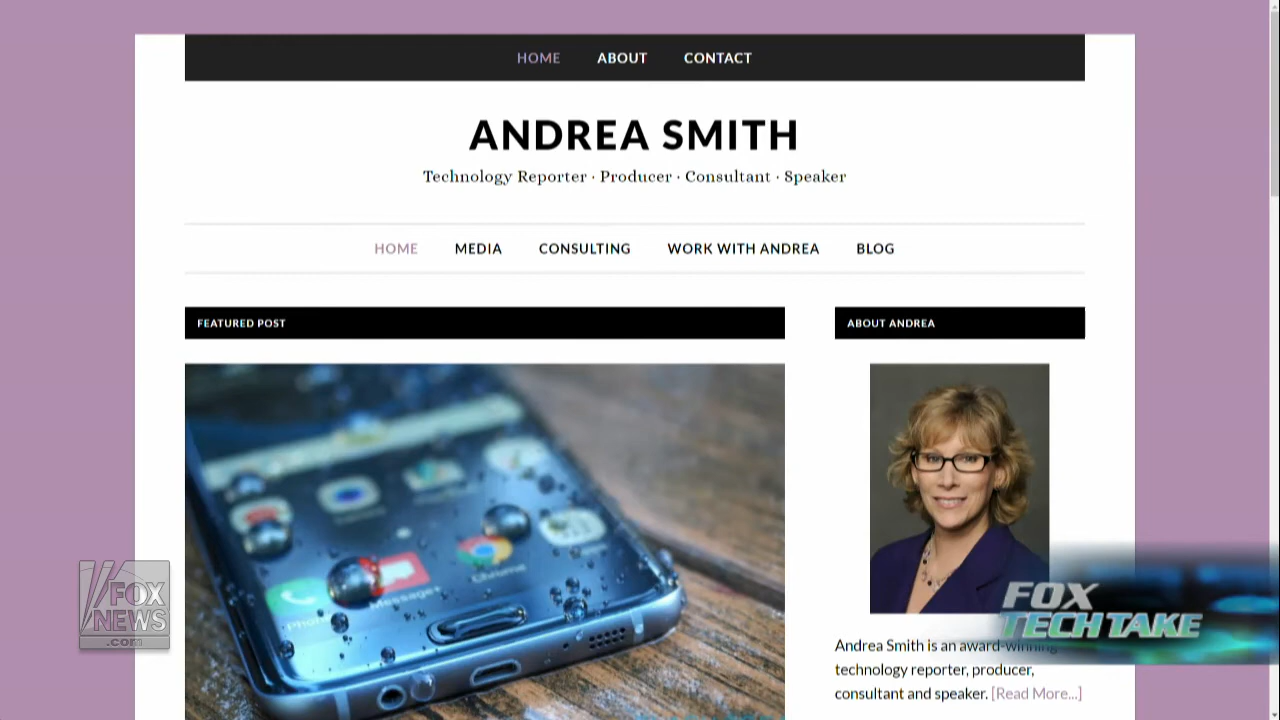 HOME ABOUT CONTACT
ANDREA SMITH
Technology Reporter · Producer · Consultant · Speaker
HOME MEDIA CONSULTING WORK WITH ANDREA BLOG
FEATURED POST
ABOUT ANDREA
Chrome
Messages
FOX
NEWS
.com
FOX
TECH TAKE
Andrea Smith is an award-winning
technology reporter, producer,
consultant and speaker. [Read More...]